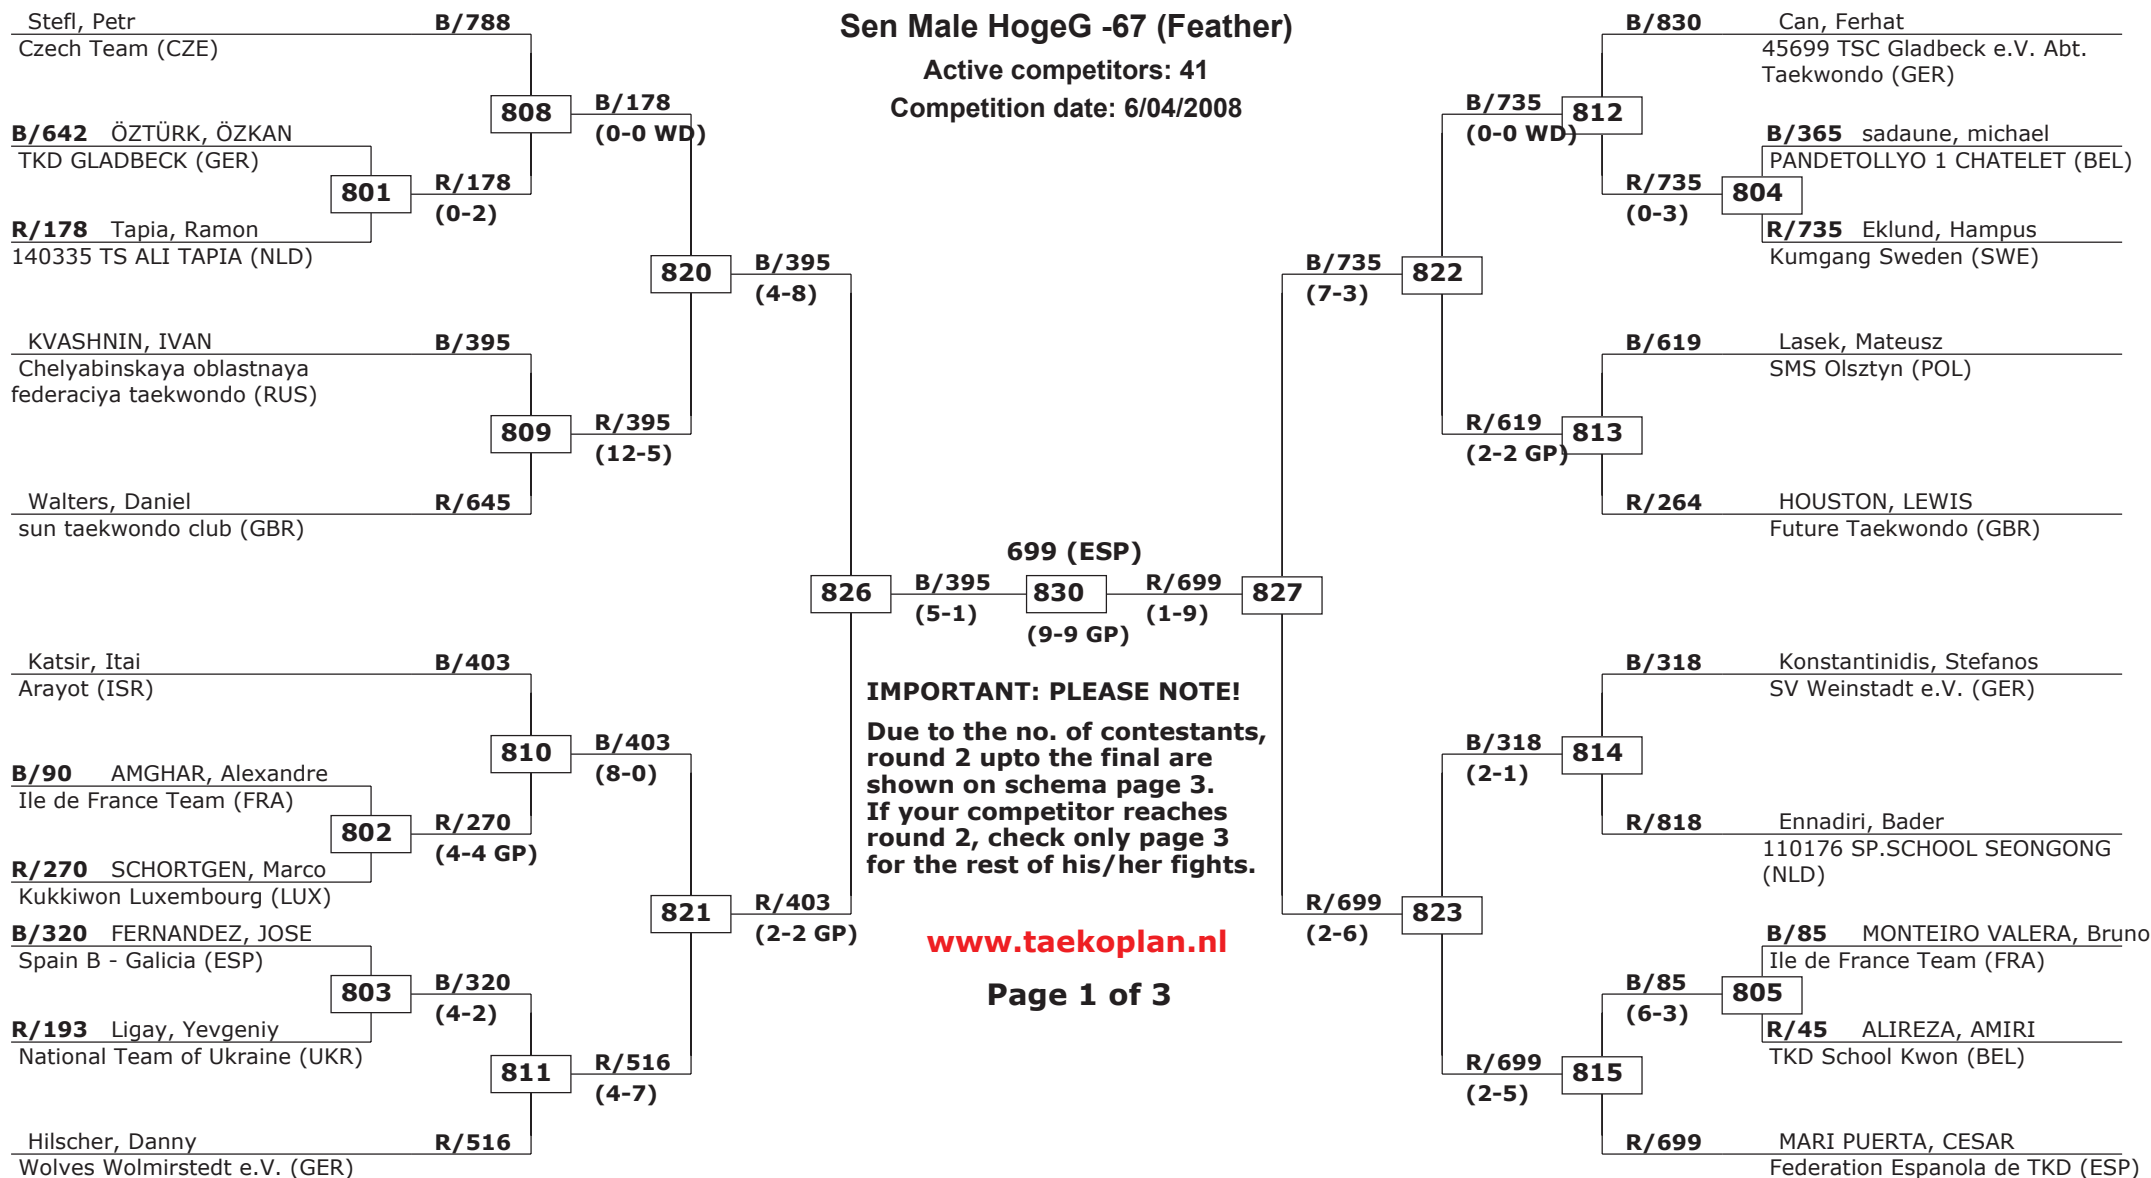 Sen Male HogeG -67 (Feather)
Active competitors: 41
Competition date: 6/04/2008
Stefl, Petr B/788
Czech Team (CZE)
808
B/178
(0-0 WD)
B/642 ÖZTÜRK, ÖZKAN
TKD GLADBECK (GER)
801
R/178
(0-2)
R/178 Tapia, Ramon
140335 TS ALI TAPIA (NLD)
820
B/395
(4-8)
KVASHNIN, IVAN B/395
Chelyabinskaya oblastnaya
federaciya taekwondo (RUS)
809
R/395
(12-5)
Walters, Daniel R/645
sun taekwondo club (GBR)
826
B/395
(5-1)
699 (ESP)
830
(9-9 GP)
R/699
(1-9)
827
Katsir, Itai B/403
Arayot (ISR)
810
B/403
(8-0)
B/90 AMGHAR, Alexandre
Ile de France Team (FRA)
802
R/270
(4-4 GP)
R/270 SCHORTGEN, Marco
Kukkiwon Luxembourg (LUX)
821
R/403
(2-2 GP)
B/320 FERNANDEZ, JOSE
Spain B - Galicia (ESP)
803
B/320
(4-2)
R/193 Ligay, Yevgeniy
National Team of Ukraine (UKR)
811
R/516
(4-7)
Hilscher, Danny R/516
Wolves Wolmirstedt e.V. (GER)
IMPORTANT: PLEASE NOTE!
Due to the no. of contestants,
round 2 upto the final are
shown on schema page 3.
If your competitor reaches
round 2, check only page 3
for the rest of his/her fights.
www.taekoplan.nl
Page 1 of 3
B/830 Can, Ferhat
45699 TSC Gladbeck e.V. Abt.
Taekwondo (GER)
B/735
(0-0 WD)
812
B/365 sadaune, michael
PANDETOLLYO 1 CHATELET (BEL)
R/735
(0-3)
804
R/735 Eklund, Hampus
Kumgang Sweden (SWE)
B/735
(7-3)
822
B/619 Lasek, Mateusz
SMS Olsztyn (POL)
R/619
(2-2 GP)
813
R/264 HOUSTON, LEWIS
Future Taekwondo (GBR)
B/318 Konstantinidis, Stefanos
SV Weinstadt e.V. (GER)
B/318
(2-1)
814
R/818 Ennadiri, Bader
110176 SP.SCHOOL SEONGONG
(NLD)
R/699
(2-6)
823
B/85 MONTEIRO VALERA, Bruno
Ile de France Team (FRA)
B/85
(6-3)
805
R/45 ALIREZA, AMIRI
TKD School Kwon (BEL)
R/699
(2-5)
815
R/699 MARI PUERTA, CESAR
Federation Espanola de TKD (ESP)